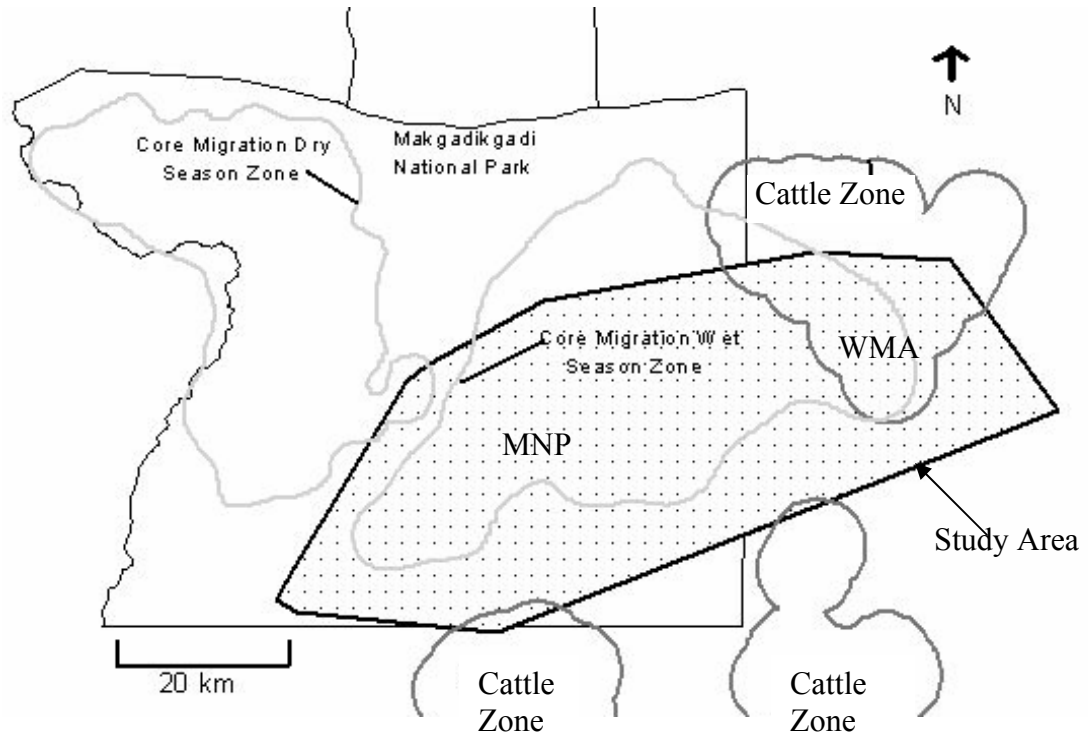 N
Core Migration Dry
Season Zone
Makgadikgadi
National Park
Cattle Zone
Core Migration Wet
Season Zone
WMA
MNP
Study Area
20 km
Cattle
Zone
Cattle
Zone